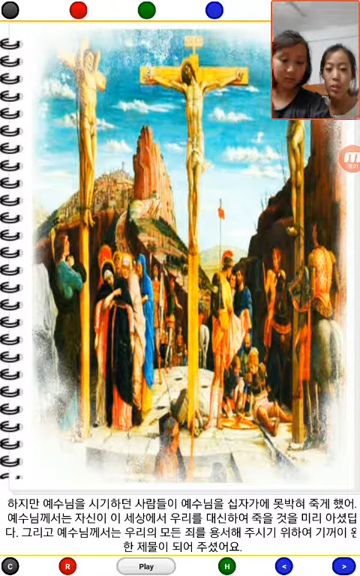 하지만 예수님을 시기하던 사람들이 예수님을 십자가에 못박혀 죽게 했어.
예수님께서는 자신이 이 세상에서 우리를 대신하여 죽을 것을 미리 아셨답
다. 그리고 예수님께서는 우리의 모든 죄를 용서해 주시기 위하여 기꺼이
한 제물이 되어 주셨어요.
C R Play H < >